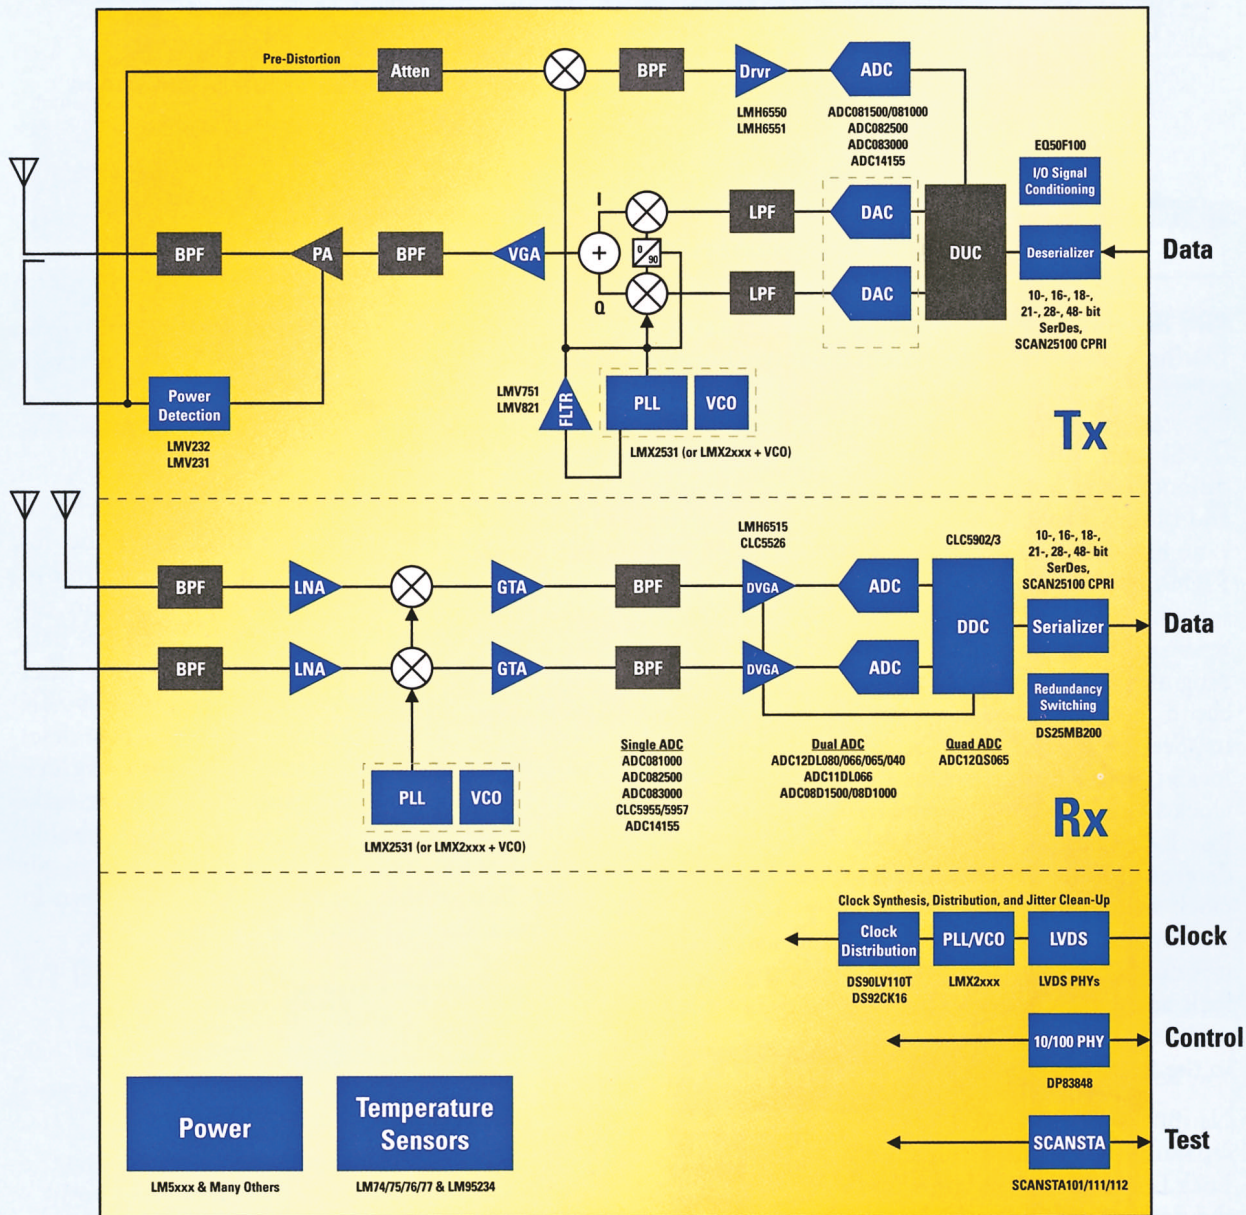 Pre-Distortion
Atten
BPF
Drvr
ADC
LMH6550
LMH6551
ADC081500/081000
ADC082500
ADC083000
ADC14155
EQ50F100
I/O Signal
Conditioning
I
LPF
DAC
BPF
PA
BPF
VGA
+
0
90
DUC
Deserializer
Data
Q
LPF
DAC
10-, 16-, 18-,
21-, 28-, 48- bit
SerDes,
SCAN25100 CPRI
Power
Detection
LMV232
LMV231
LMV751
LMV821
FLTR
PLL
VCO
LMX2531 (or LMX2xxx + VCO)
Tx
LMH6515
CLC5526
CLC5902/3
10-, 16-, 18-,
21-, 28-, 48- bit
SerDes,
SCAN25100 CPRI
BPF
LNA
GTA
BPF
DVGA
ADC
DDC
Serializer
Data
BPF
LNA
GTA
BPF
DVGA
ADC
Redundancy
Switching
DS25MB200
Single ADC
ADC081000
ADC082500
ADC083000
CLC5955/5957
ADC14155
Dual ADC
ADC12DL080/066/065/040
ADC11DL066
ADC08D1500/08D1000
Quad ADC
ADC12QS065
PLL
VCO
LMX2531 (or LMX2xxx + VCO)
Rx
Clock Synthesis, Distribution, and Jitter Clean-Up
Clock
Distribution
PLL/VCO
LVDS
Clock
DS90LV110T
DS92CK16
LMX2xxx
LVDS PHYs
10/100 PHY
Control
DP83848
Power
LM5xxx & Many Others
Temperature
Sensors
LM74/75/76/77 & LM95234
SCANSTA
Test
SCANSTA101/111/112